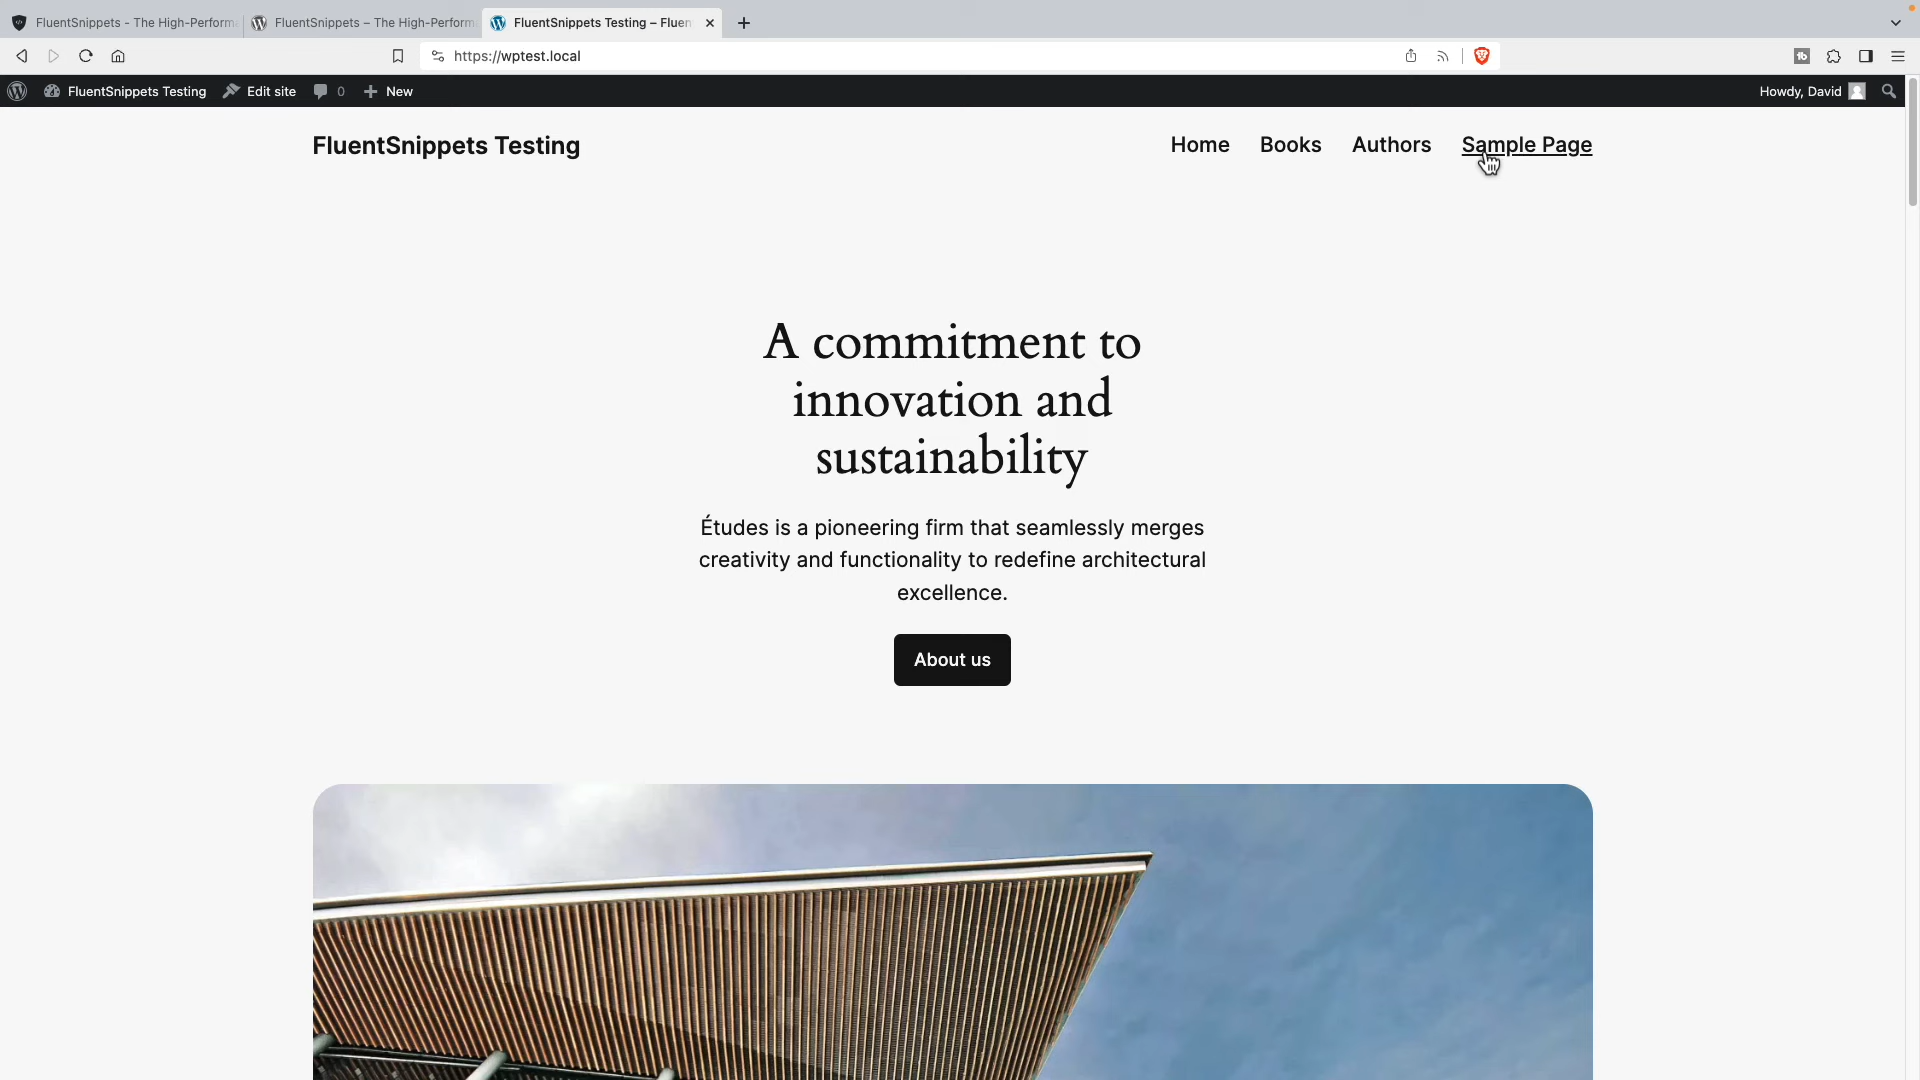 FluentSnippets - The High-Perform
FluentSnippets – The High-Perform
FluentSnippets Testing – Fluen
https://wptest.local
FluentSnippets Testing
Edit site
0
New
Howdy, David
FluentSnippets Testing
Home
Books
Authors
Sample Page
A commitment to
innovation and
sustainability
Études is a pioneering firm that seamlessly merges
creativity and functionality to redefine architectural
excellence.
About us